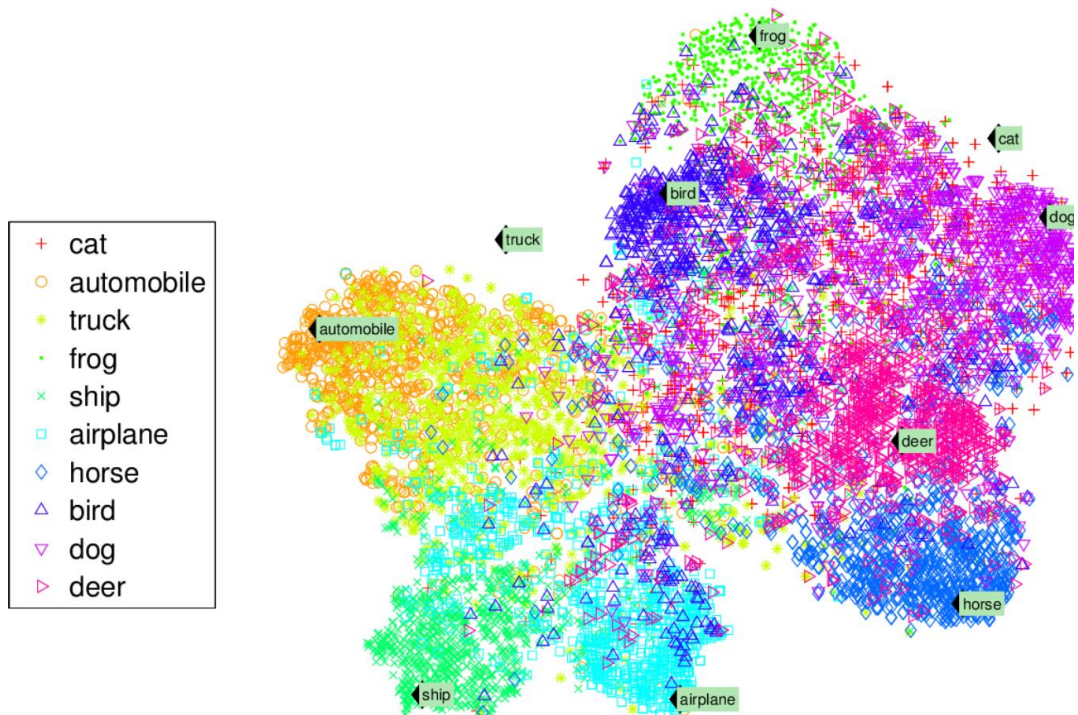 cat
automobile
truck
frog
ship
airplane
horse
bird
dog
deer
frog
cat
bird
dog
truck
automobile
deer
horse
ship
airplane